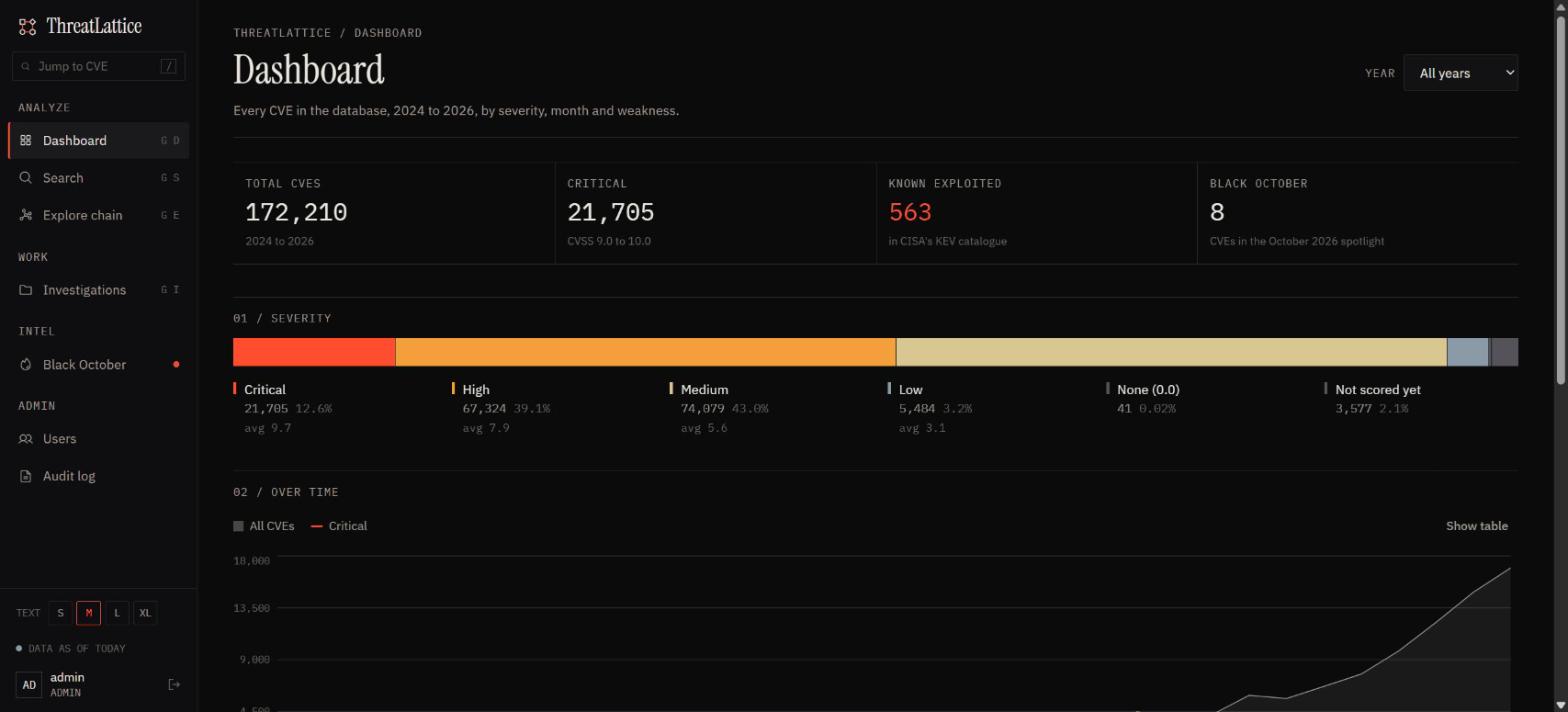 ThreatLattice
Jump to CVE /
ANALYZE
Dashboard G D
Search G S
Explore chain G E
WORK
Investigations G I
INTEL
Black October
ADMIN
Users
Audit log
TEXT S M L XL
DATA AS OF TODAY
AD admin
ADMIN
THREATLATTICE / DASHBOARD
Dashboard
YEAR All years
Every CVE in the database, 2024 to 2026, by severity, month and weakness.
TOTAL CVES
172,210
2024 to 2026
CRITICAL
21,705
CVSS 9.0 to 10.0
KNOWN EXPLOITED
563
in CISA's KEV catalogue
BLACK OCTOBER
8
CVEs in the October 2026 spotlight
01 / SEVERITY
Critical
21,705 12.6%
avg 9.7
High
67,324 39.1%
avg 7.9
Medium
74,079 43.0%
avg 5.6
Low
5,484 3.2%
avg 3.1
None (0.0)
41 0.02%
Not scored yet
3,577 2.1%
02 / OVER TIME
All CVEs Critical Show table
18,000
13,500
9,000
4,500